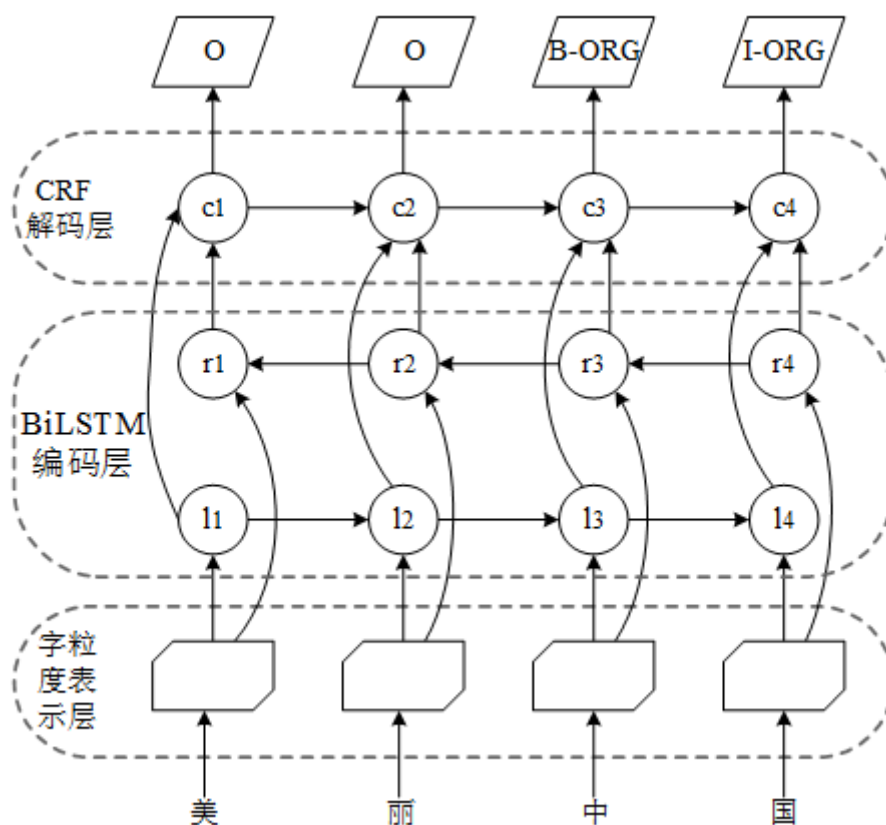 O O B-ORG I-ORG
CRF
解码层
c1 c2 c3 c4
r1 r2 r3 r4
BiLSTM
编码层
l1 l2 l3 l4
字粒
度表
示层
美 丽 中 国